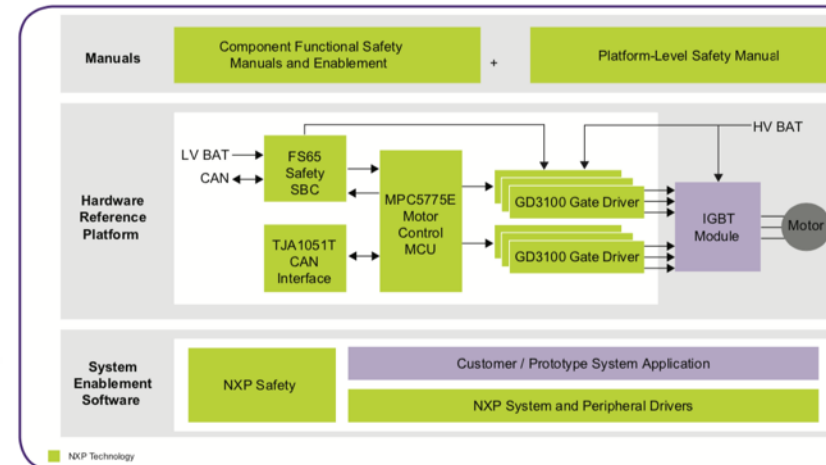 Manuals
Component Functional Safety
Manuals and Enablement
+
Platform-Level Safety Manual
Hardware
Reference
Platform
LV BAT
CAN
FS65
Safety
SBC
TJA1051T
CAN
Interface
MPC5775E
Motor
Control
MCU
HV BAT
GD3100 Gate Driver
GD3100 Gate Driver
IGBT
Module
Motor
System
Enablement
Software
NXP Safety
Customer / Prototype System Application
NXP System and Peripheral Drivers
NXP Technology